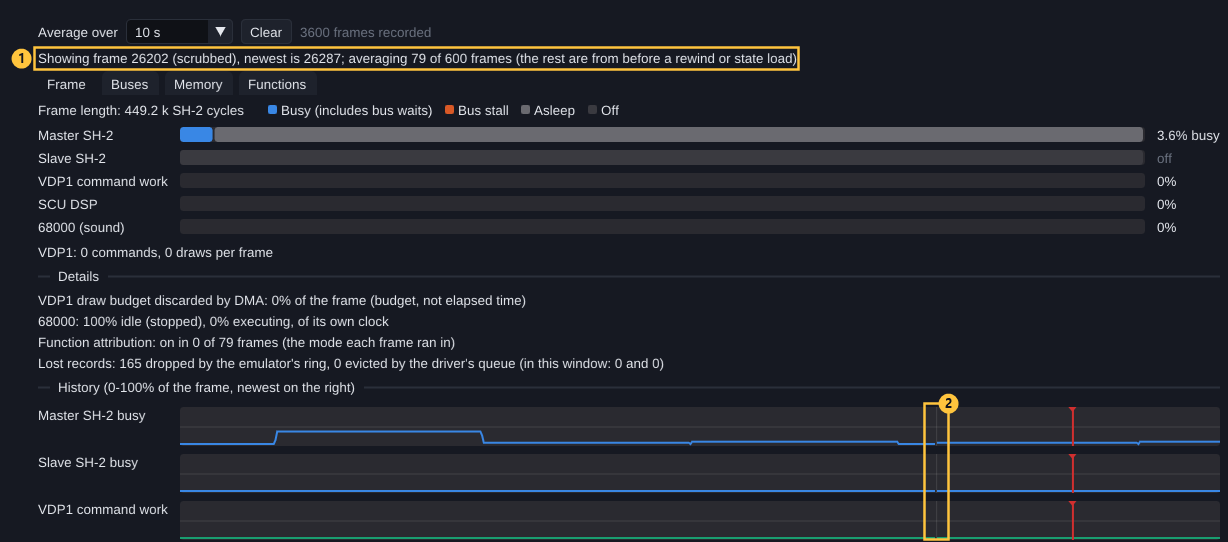 Average over 10 s Clear 3600 frames recorded
1 Showing frame 26202 (scrubbed), newest is 26287; averaging 79 of 600 frames (the rest are from before a rewind or state load)
Frame Buses Memory Functions
Frame length: 449.2 k SH-2 cycles Busy (includes bus waits) Bus stall Asleep Off
Master SH-2 3.6% busy
Slave SH-2 off
VDP1 command work 0%
SCU DSP 0%
68000 (sound) 0%
VDP1: 0 commands, 0 draws per frame
Details
VDP1 draw budget discarded by DMA: 0% of the frame (budget, not elapsed time)
68000: 100% idle (stopped), 0% executing, of its own clock
Function attribution: on in 0 of 79 frames (the mode each frame ran in)
Lost records: 165 dropped by the emulator's ring, 0 evicted by the driver's queue (in this window: 0 and 0)
History (0-100% of the frame, newest on the right)
2
Master SH-2 busy
Slave SH-2 busy
VDP1 command work